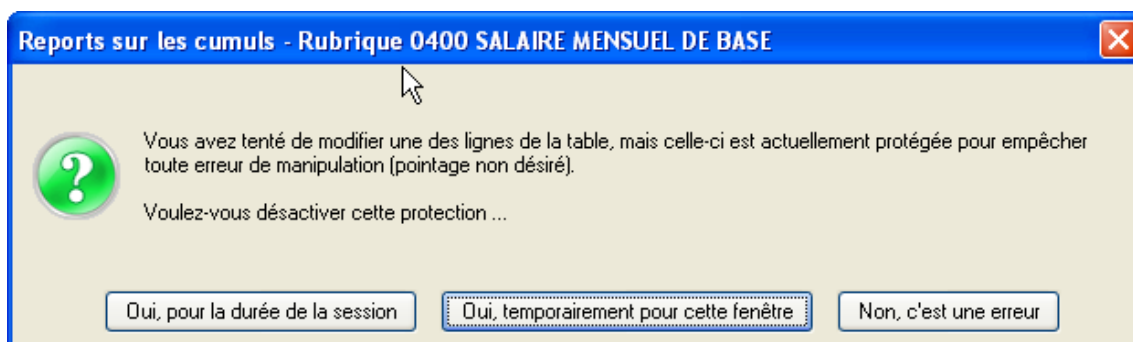 Reports sur les cumuls - Rubrique 0400 SALAIRE MENSUEL DE BASE
Vous avez tenté de modifier une des lignes de la table, mais celle-ci est actuellement protégée pour empêcher
toute erreur de manipulation (pointage non désiré).
Voulez-vous désactiver cette protection ...
Oui, pour la durée de la session Oui, temporairement pour cette fenêtre Non, c'est une erreur